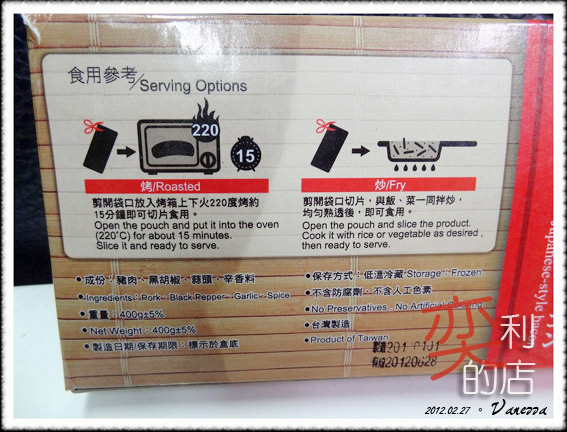 食用參考/Serving Options
220
15
烤/Roasted
剪開袋口放入烤箱上下火220度烤約
15分鐘即可切片食用。
Open the pouch and put it into the oven
(220°C) for about 15 minutes.
Slice it and ready to serve.
炒/Fry
剪開袋口切片，與飯、菜一同拌炒，
均勻熟透後，即可食用。
Open the pouch and slice the product.
Cook it with rice or vegetable as desired ,
then ready to serve.
• 成份：豬肉、黑胡椒、蒜頭、辛香料
• Ingredients : Pork、Black Pepper、Garlic、Spice
• 重量：400g±5%
• Net Weight : 400g±5%
• 製造日期/保存期限：標示於盒底
• 保存方式：低溫冷藏 Storage：Frozen
• 不含防腐劑、不含人工色素
No Preservatives、No Artificial
• 台灣製造
• Product of Taiwan
20120628
Japanese-style bacon
奕利的店
2012.02.27 。Vanessa